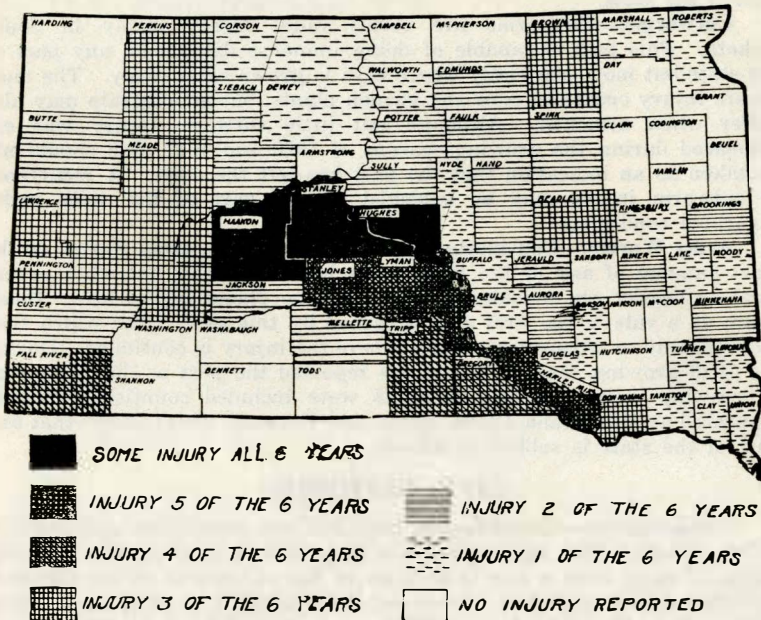 HARDING PERKINS CORSON CAMPBELL McPHERSON BROWN MARSHALL ROBERTS
WALWORTH EDMUNDS DAY
ZIEBACH DEWEY GRANT
BUTTE POTTER FAULK SPINK CLARK CODINGTON
MEADE ARMSTRONG SULLY HYDE HAND DEUEL
HAMLIN
LAWRENCE STANLEY HUGHES BEADLE KINGSBURY BROOKINGS
HAAKON
PENNINGTON JONES LYMAN BUFFALO JERAULD SANBORN MINER LAKE MOODY
JACKSON
CUSTER BRULE AURORA McCOOK MINNEHAHA
WASHINGTON WASHABAUGH MELLETTE TRIPP
FALL RIVER GREGORY DOUGLAS HUTCHINSON TURNER
SHANNON BENNETT TODD CHARLES MIX
BON HOMME YANKTON CLAY UNION
SOME INJURY ALL 6 YEARS
INJURY 5 OF THE 6 YEARS
INJURY 4 OF THE 6 YEARS
INJURY 3 OF THE 6 YEARS
INJURY 2 OF THE 6 YEARS
INJURY 1 OF THE 6 YEARS
NO INJURY REPORTED